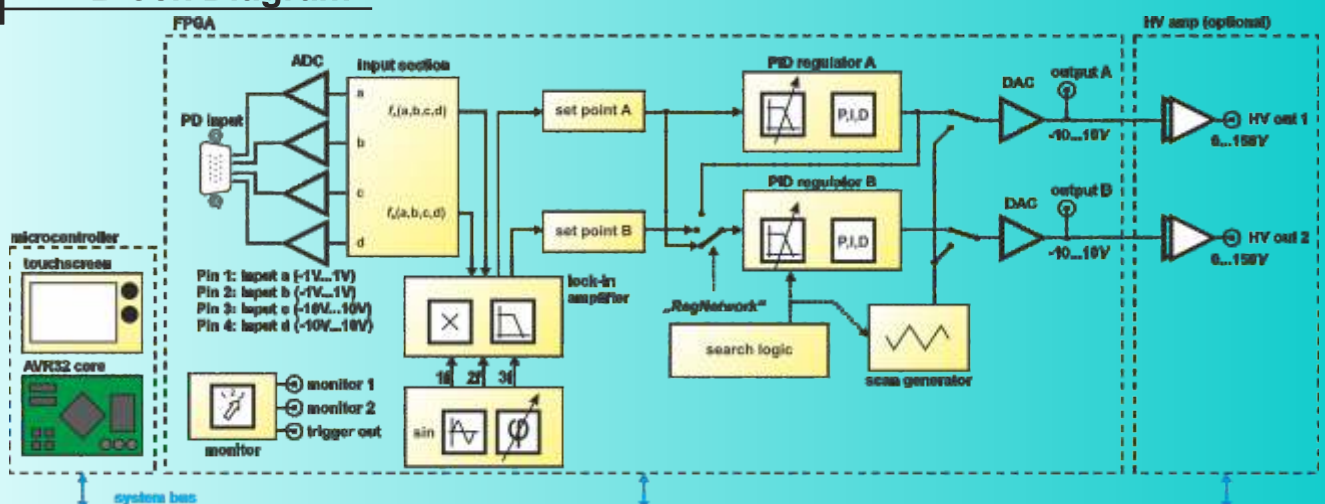 Block Diagram
FPGA
HV amp (optional)
ADC
input section
PID regulator A
DAC
output A
PD input
a
fₐ(a,b,c,d)
set point A
P,I,D
-10...10V
HV out 1
0...150V
b
PID regulator B
c
output B
DAC
f_b(a,b,c,d)
set point B
P,I,D
HV out 2
d
-10...10V
0...150V
microcontroller
touchscreen
Pin 1: Input a (-1V...1V)
Pin 2: Input b (-1V...1V)
Pin 3: Input c (-10V...10V)
Pin 4: Input d (-10V...10V)
lock-in
amplifier
„RegNetwork“
search logic
AVR32 core
scan generator
1f 2f 3f
monitor 1
monitor 2
trigger out
sin
φ
monitor
system bus